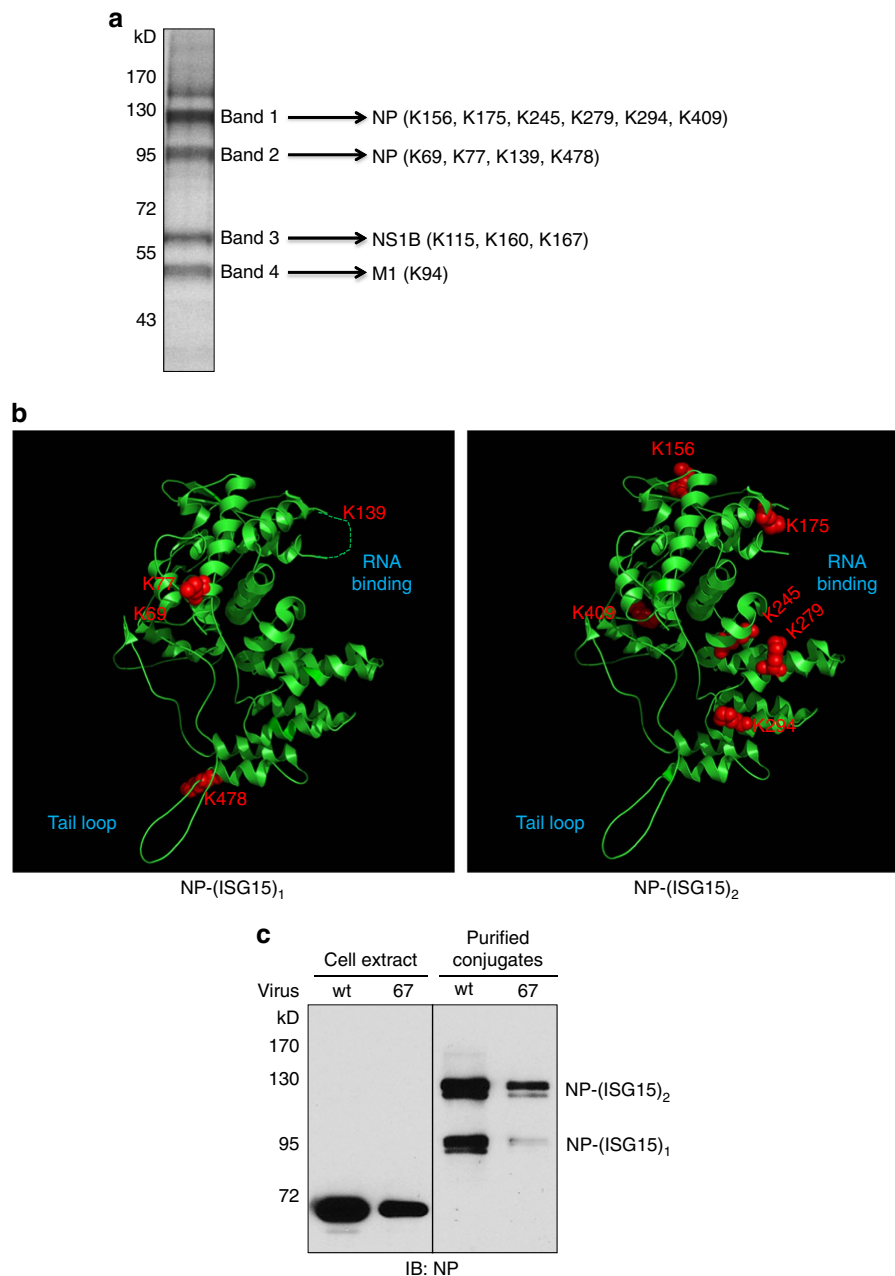 a
kD
170
130
95
72
55
43
Band 1 NP (K156, K175, K245, K279, K294, K409)
Band 2 NP (K69, K77, K139, K478)
Band 3 NS1B (K115, K160, K167)
Band 4 M1 (K94)
b
K139
RNA
binding
K77
K69
K478
Tail loop
NP-(ISG15)1
K156
K175
RNA
binding
K245
K279
K409
K294
Tail loop
NP-(ISG15)2
c
Cell extract
Purified
conjugates
Virus wt 67 wt 67
kD
170
130
95
72
NP-(ISG15)2
NP-(ISG15)1
IB: NP